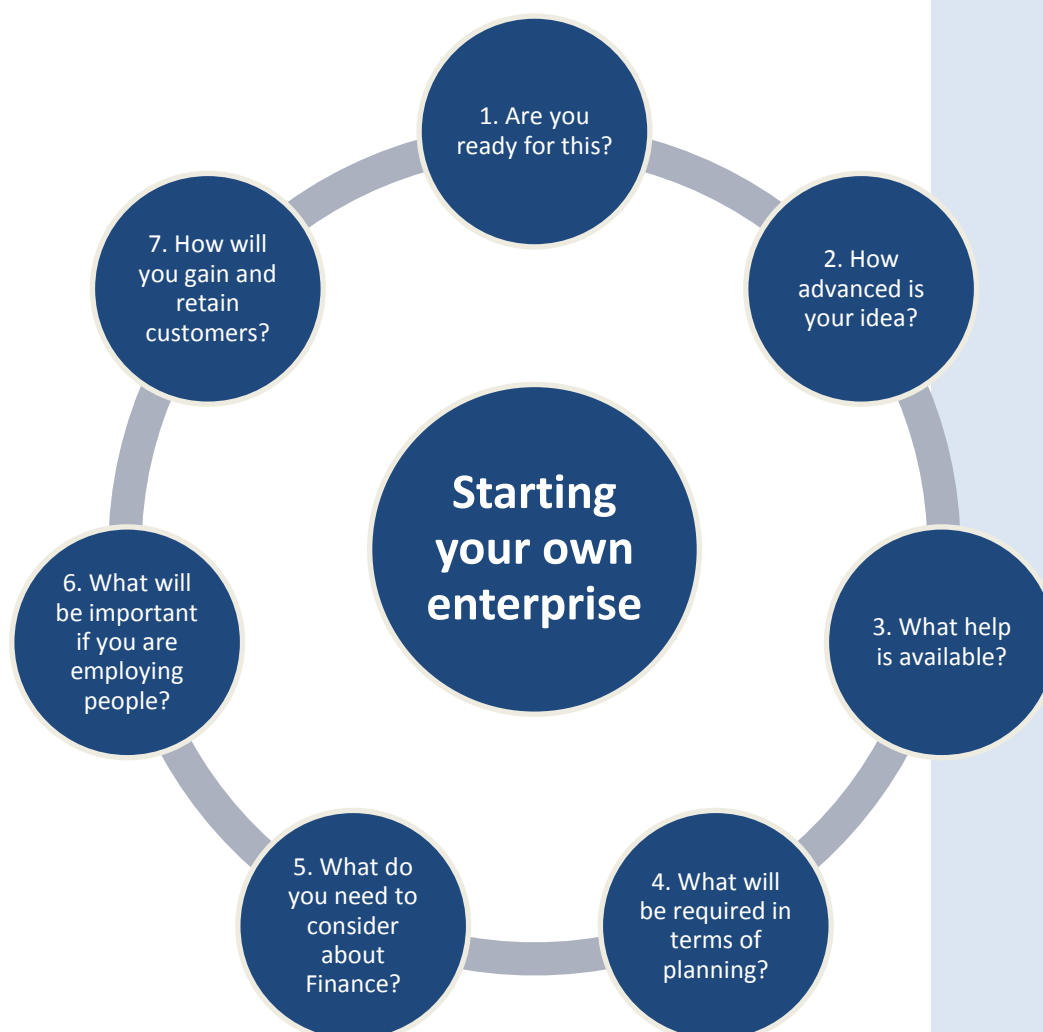 1. Are you
ready for this?
2. How
advanced is
your idea?
3. What help
is available?
4. What will
be required in
terms of
planning?
5. What do
you need to
consider
about
Finance?
6. What will
be important
if you are
employing
people?
7. How will
you gain and
retain
customers?
Starting
your own
enterprise